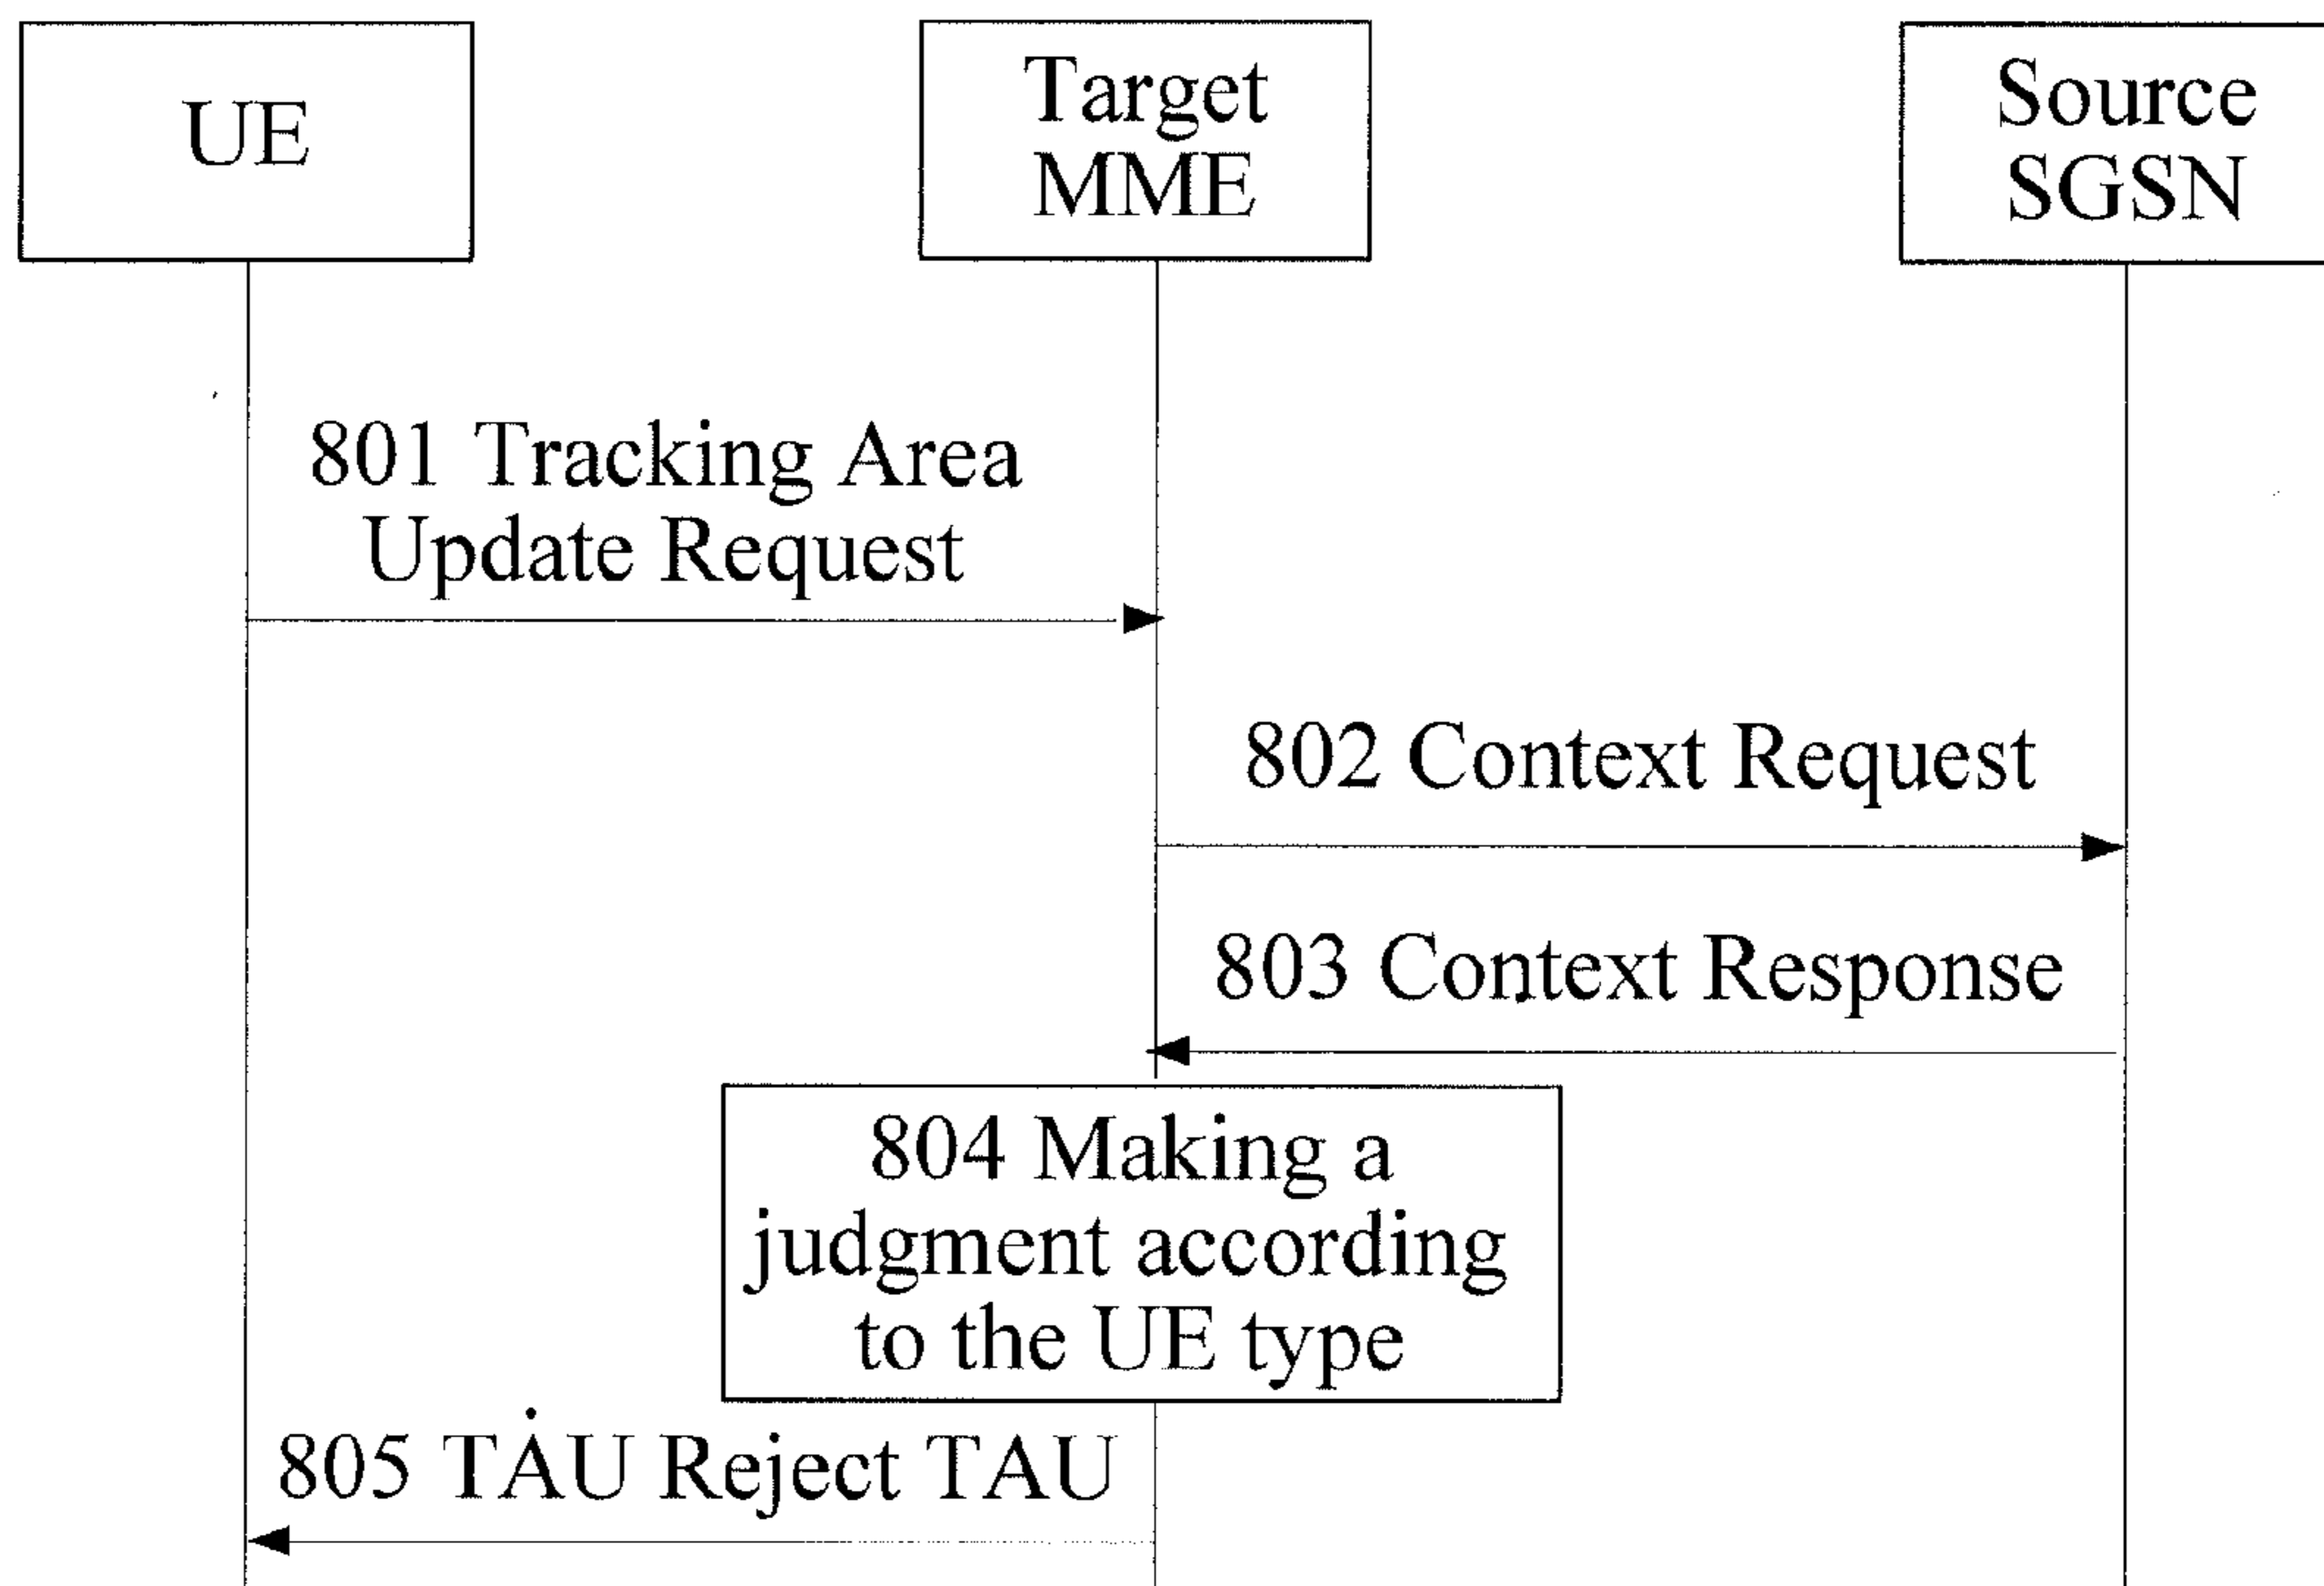 UE
Target
MME
Source
SGSN
801 Tracking Area
Update Request
802 Context Request
803 Context Response
804 Making a
judgment according
to the UE type
805 TAU Reject TAU